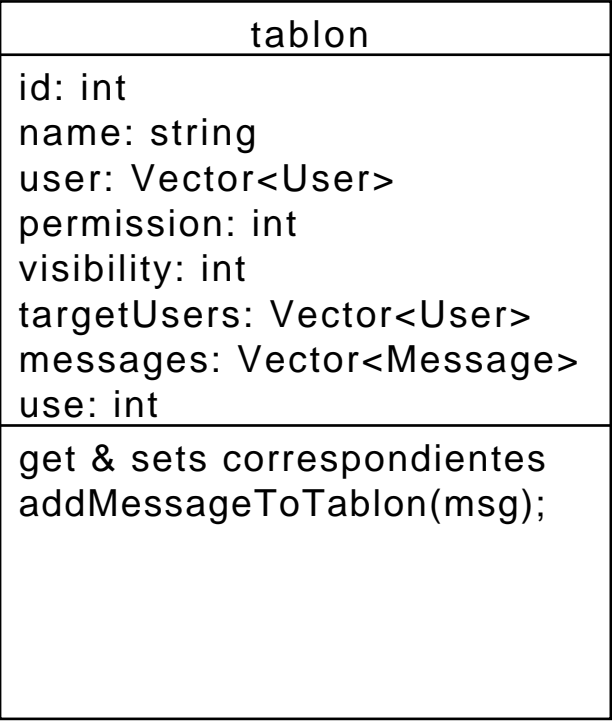 tablon
id: int
name: string
user: Vector<User>
permission: int
visibility: int
targetUsers: Vector<User>
messages: Vector<Message>
use: int
get & sets correspondientes
addMessageToTablon(msg);